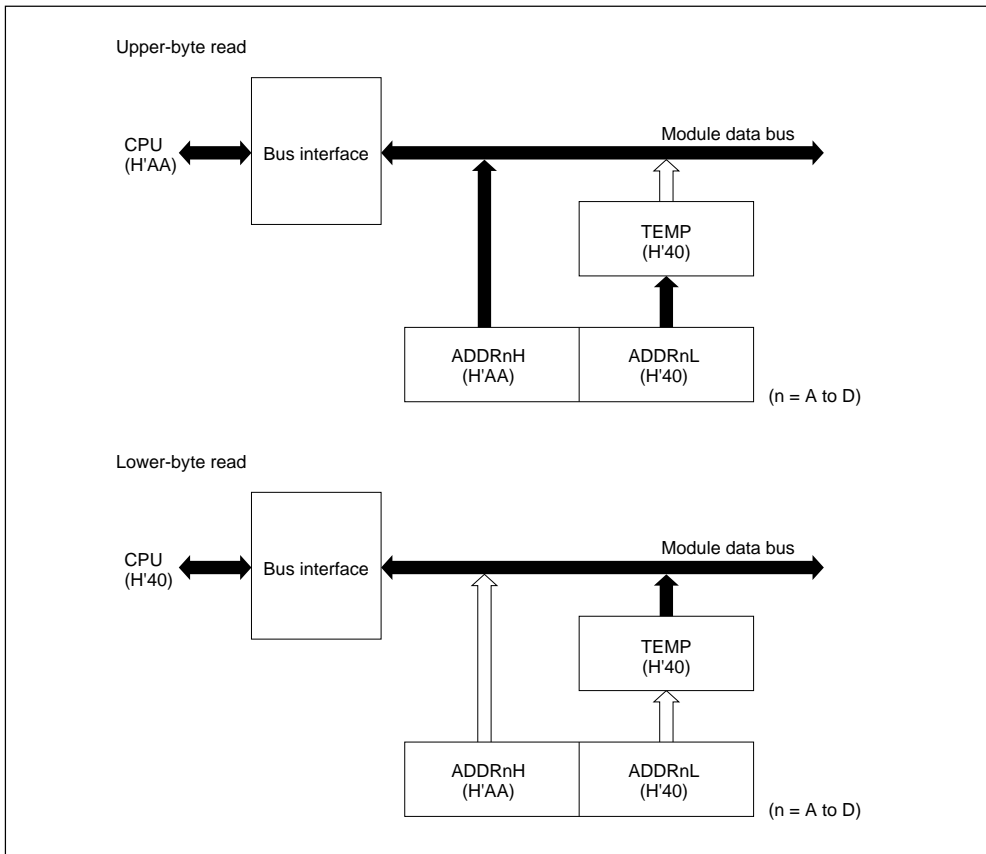 Upper-byte read
Module data bus
CPU
(H'AA)
Bus interface
TEMP
(H'40)
ADDRnH
(H'AA)
ADDRnL
(H'40)
(n = A to D)
Lower-byte read
Module data bus
CPU
(H'40)
Bus interface
TEMP
(H'40)
ADDRnH
(H'AA)
ADDRnL
(H'40)
(n = A to D)